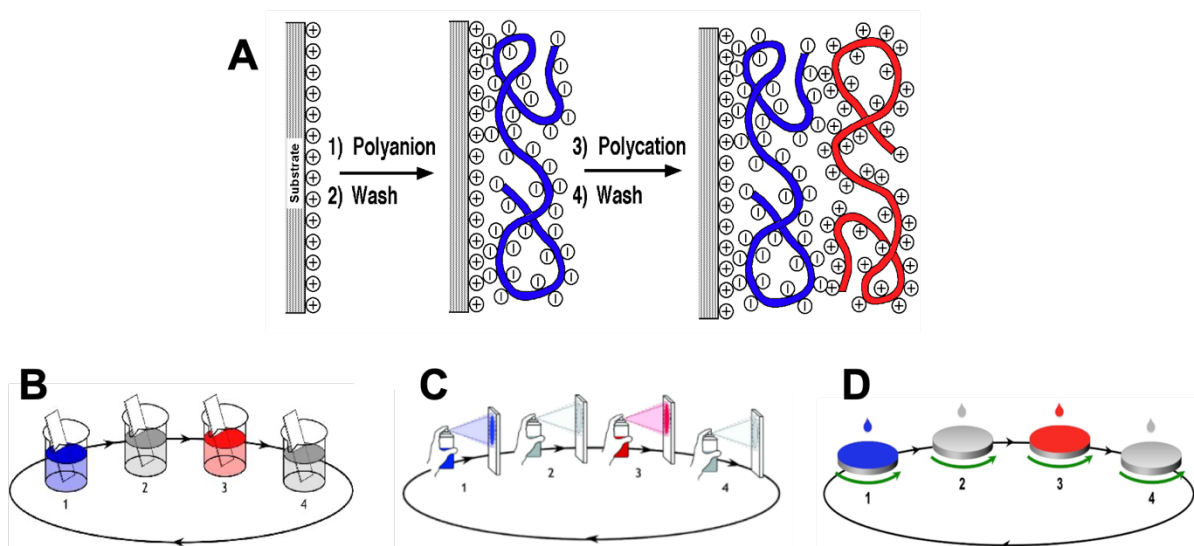 A
Substrate
1) Polyanion
2) Wash
3) Polycation
4) Wash
B
1
2
3
4
C
1
2
3
4
D
1
2
3
4